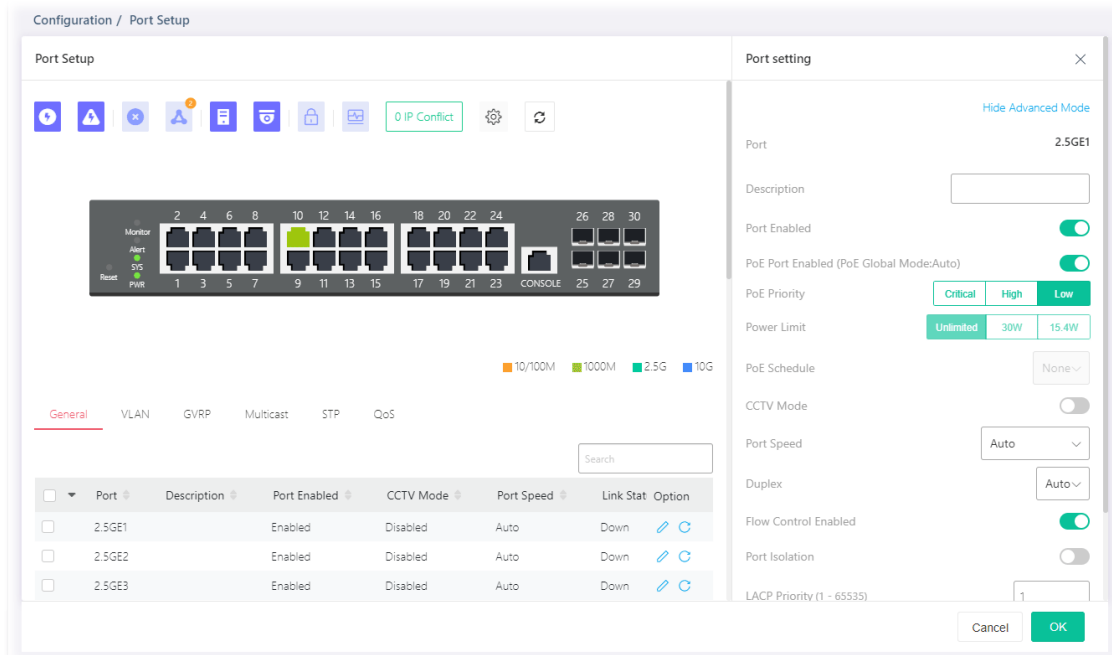 Configuration / Port Setup
Port Setup
2
0 IP Conflict
2 4 6 8 10 12 14 16 18 20 22 24 26 28 30
Monitor
Alert
SYS
Reset PWR 1 3 5 7 9 11 13 15 17 19 21 23 CONSOLE 25 27 29
10/100M 1000M 2.5G 10G
General VLAN GVRP Multicast STP QoS
Search
Port Description Port Enabled CCTV Mode Port Speed Link Stat Option
2.5GE1 Enabled Disabled Auto Down
2.5GE2 Enabled Disabled Auto Down
2.5GE3 Enabled Disabled Auto Down
Port setting
Hide Advanced Mode
Port 2.5GE1
Description
Port Enabled
PoE Port Enabled (PoE Global Mode:Auto)
PoE Priority Critical High Low
Power Limit Unlimited 30W 15.4W
PoE Schedule None
CCTV Mode
Port Speed Auto
Duplex Auto
Flow Control Enabled
Port Isolation
LACP Priority (1 - 65535) 1
Cancel OK